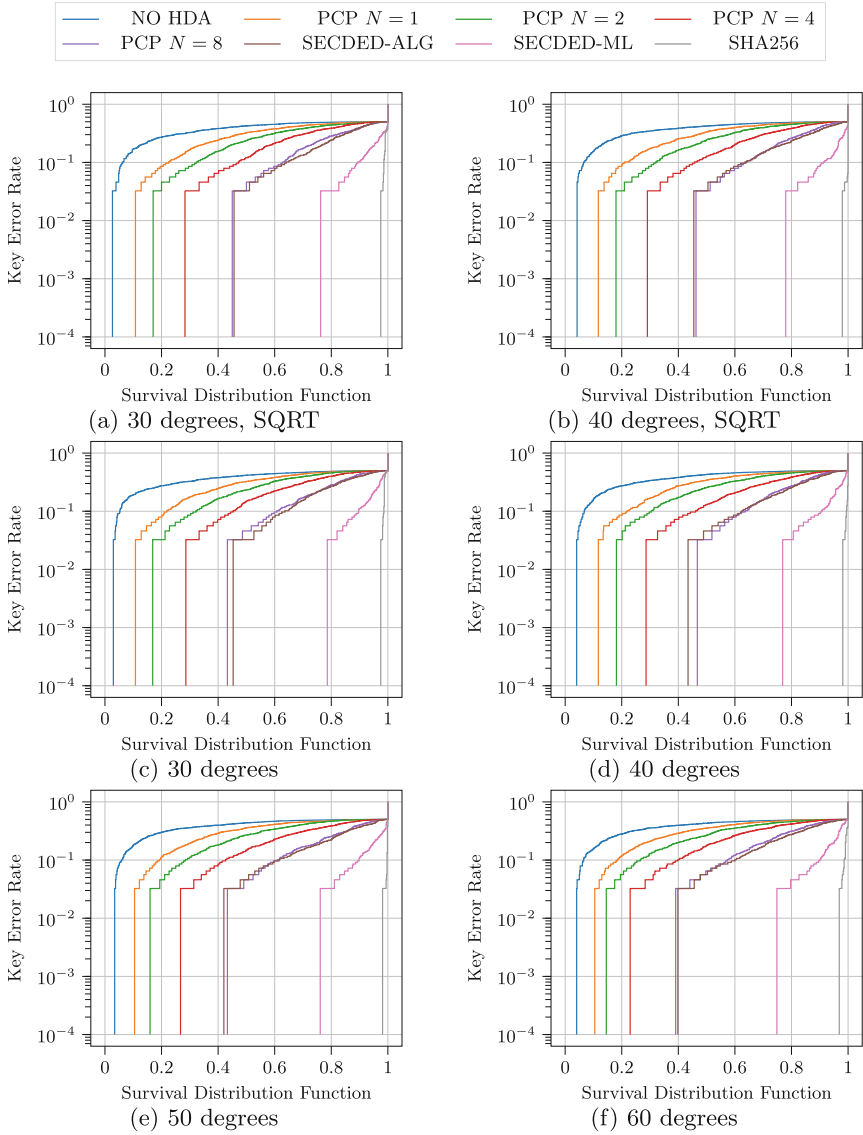 NO HDA PCP N = 1 PCP N = 2 PCP N = 4
PCP N = 8 SECDED-ALG SECDED-ML SHA256
10^0
10^−1
10^−2
10^−3
10^−4
Key Error Rate
0 0.2 0.4 0.6 0.8 1
Survival Distribution Function
(a) 30 degrees, SQRT
10^0
10^−1
10^−2
10^−3
10^−4
Key Error Rate
0 0.2 0.4 0.6 0.8 1
Survival Distribution Function
(b) 40 degrees, SQRT
10^0
10^−1
10^−2
10^−3
10^−4
Key Error Rate
0 0.2 0.4 0.6 0.8 1
Survival Distribution Function
(c) 30 degrees
10^0
10^−1
10^−2
10^−3
10^−4
Key Error Rate
0 0.2 0.4 0.6 0.8 1
Survival Distribution Function
(d) 40 degrees
10^0
10^−1
10^−2
10^−3
10^−4
Key Error Rate
0 0.2 0.4 0.6 0.8 1
Survival Distribution Function
(e) 50 degrees
10^0
10^−1
10^−2
10^−3
10^−4
Key Error Rate
0 0.2 0.4 0.6 0.8 1
Survival Distribution Function
(f) 60 degrees